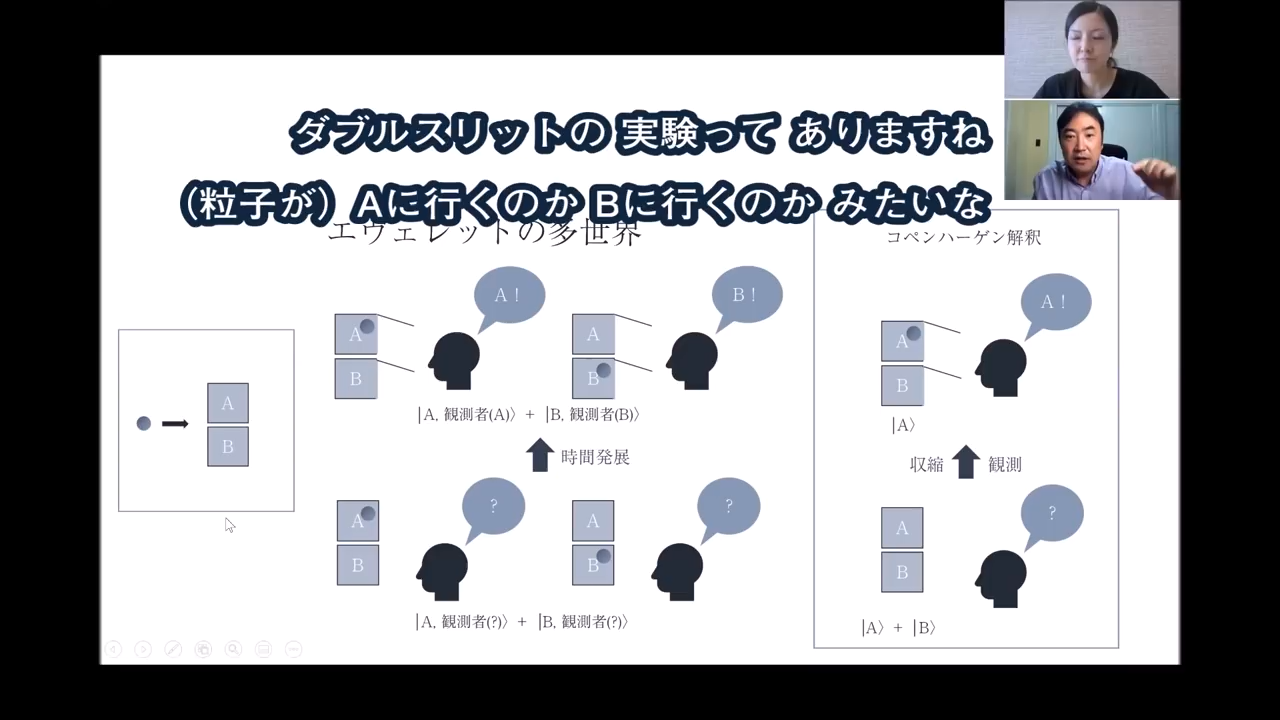 ダブルスリットの 実験って ありますね
（粒子が）Aに行くのか Bに行くのか みたいな
エヴェレットの多世界
コペンハーゲン解釈
A
B
A
B
A！
A
B
B！
|A, 観測者(A)〉 + |B, 観測者(B)〉
時間発展
A
B
?
A
B
?
|A, 観測者(?)〉 + |B, 観測者(?)〉
A
B
A！
|A〉
収縮 観測
A
B
?
|A〉 + |B〉